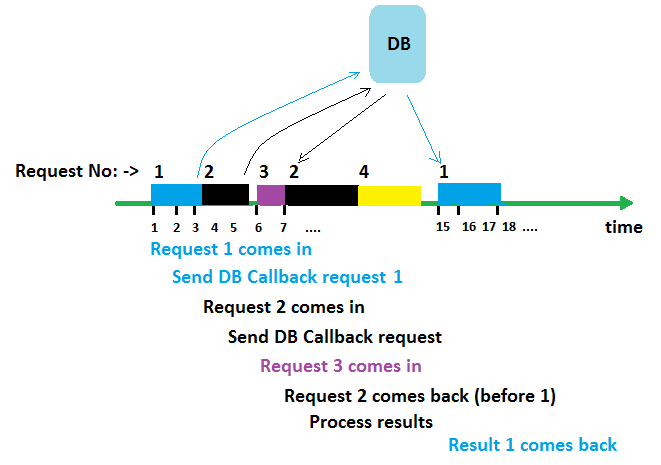 DB
Request No: -> 1 2 3 2 4 1
1 2 3 4 5 6 7 .... 15 16 17 18 .... time
Request 1 comes in
Send DB Callback request 1
Request 2 comes in
Send DB Callback request
Request 3 comes in
Request 2 comes back (before 1)
Process results
Result 1 comes back